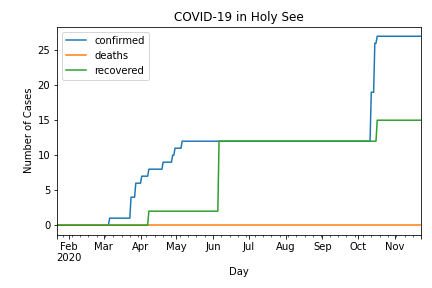 COVID-19 in Holy See
confirmed
deaths
recovered
Number of Cases
25
20
15
10
5
0
Feb Mar Apr May Jun Jul Aug Sep Oct Nov
2020
Day